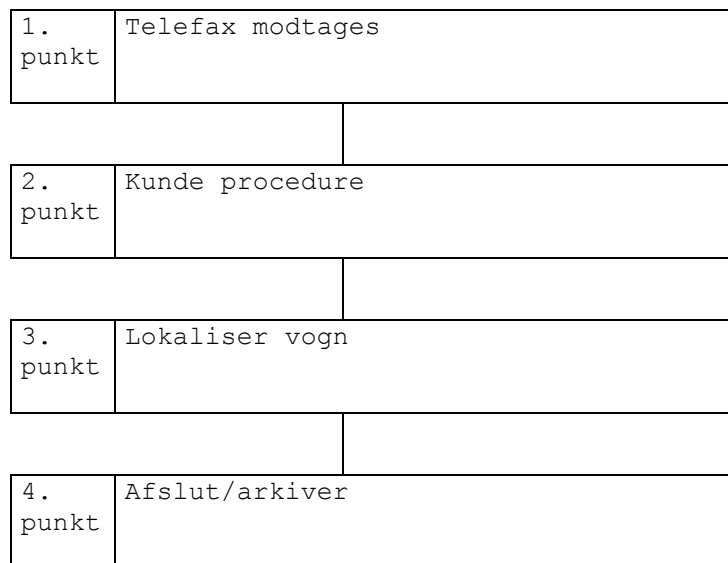 1. Telefax modtages
punkt
2. Kunde procedure
punkt
3. Lokaliser vogn
punkt
4. Afslut/arkiver
punkt